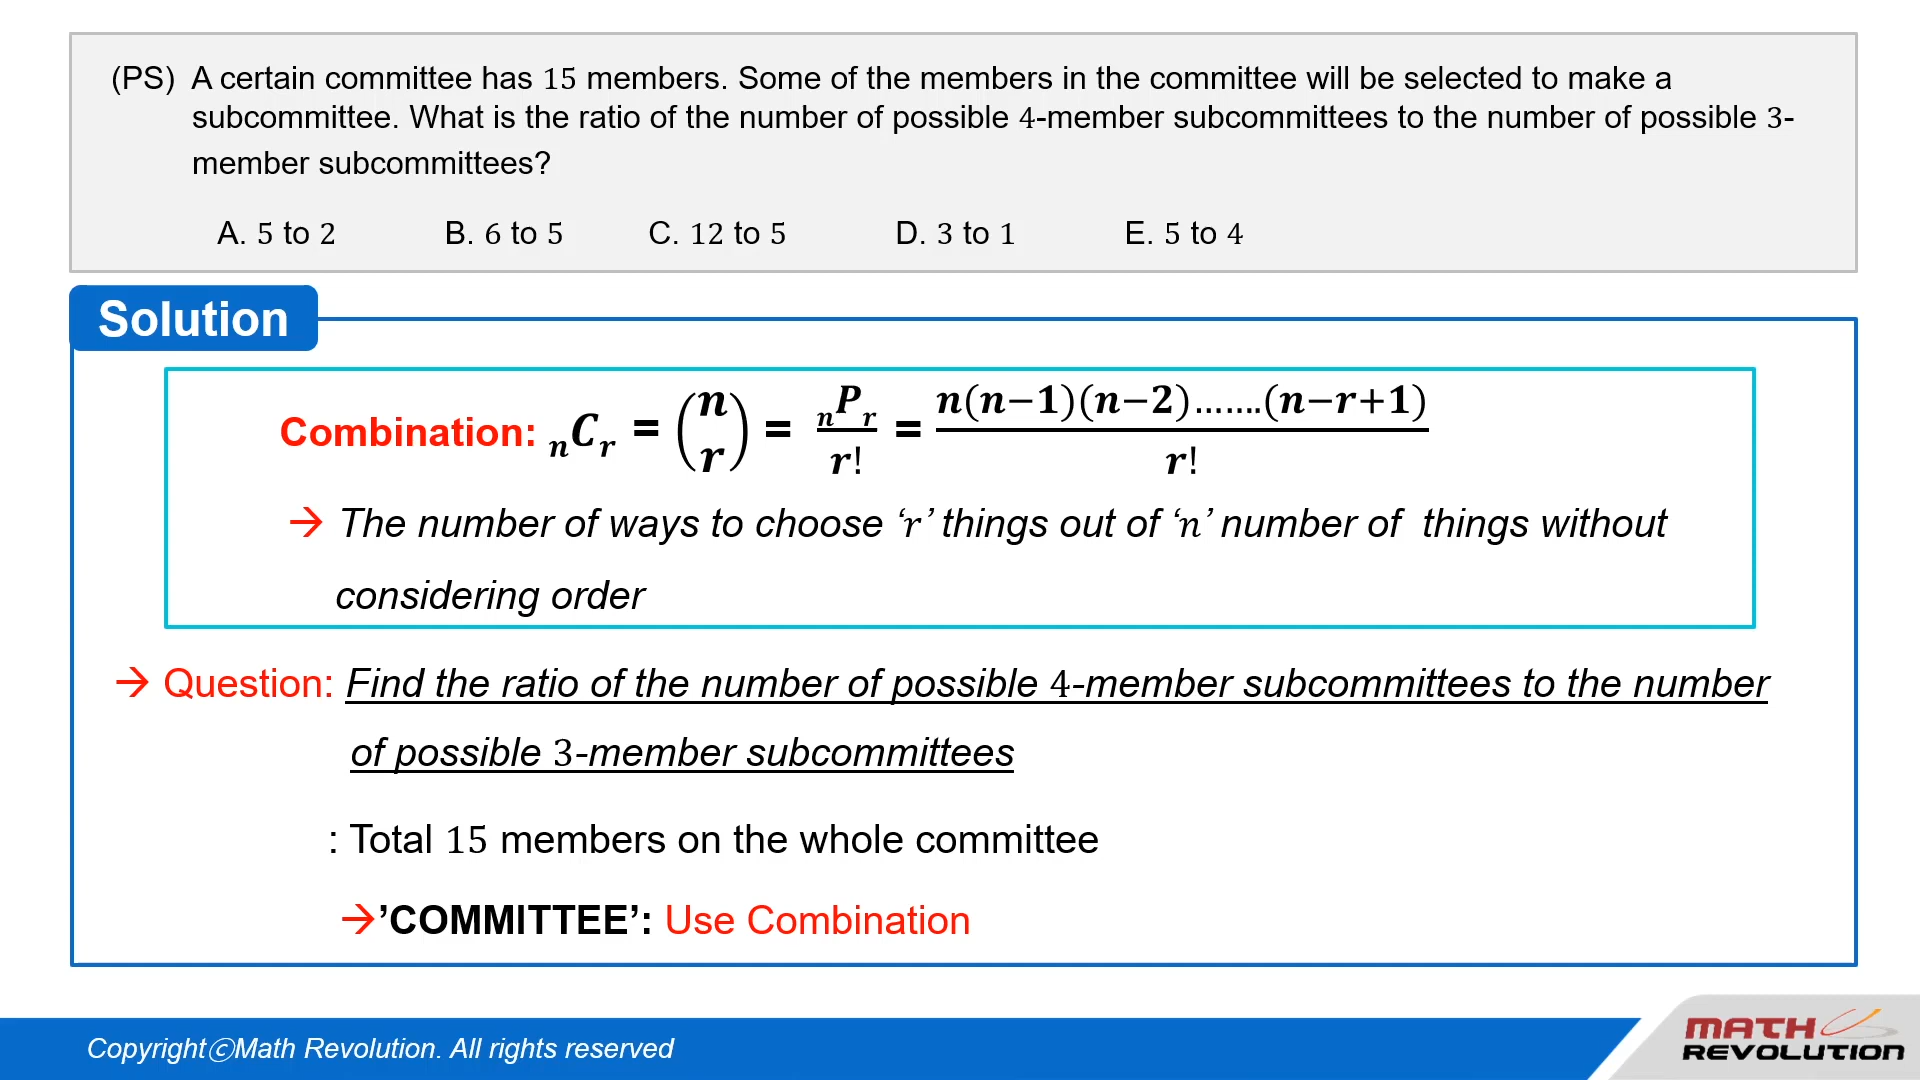 (PS) A certain committee has 15 members. Some of the members in the committee will be selected to make a
subcommittee. What is the ratio of the number of possible 4-member subcommittees to the number of possible 3-
member subcommittees?
A. 5 to 2 B. 6 to 5 C. 12 to 5 D. 3 to 1 E. 5 to 4
Solution
Combination: ₙCᵣ = (n r) = ₙPᵣ / r! = n(n−1)(n−2)…….(n−r+1) / r!
→ The number of ways to choose ‘r’ things out of ‘n’ number of things without
considering order
→ Question: Find the ratio of the number of possible 4-member subcommittees to the number
of possible 3-member subcommittees
: Total 15 members on the whole committee
→’COMMITTEE’: Use Combination
CopyrightⓒMath Revolution. All rights reserved
MATH
REVOLUTION